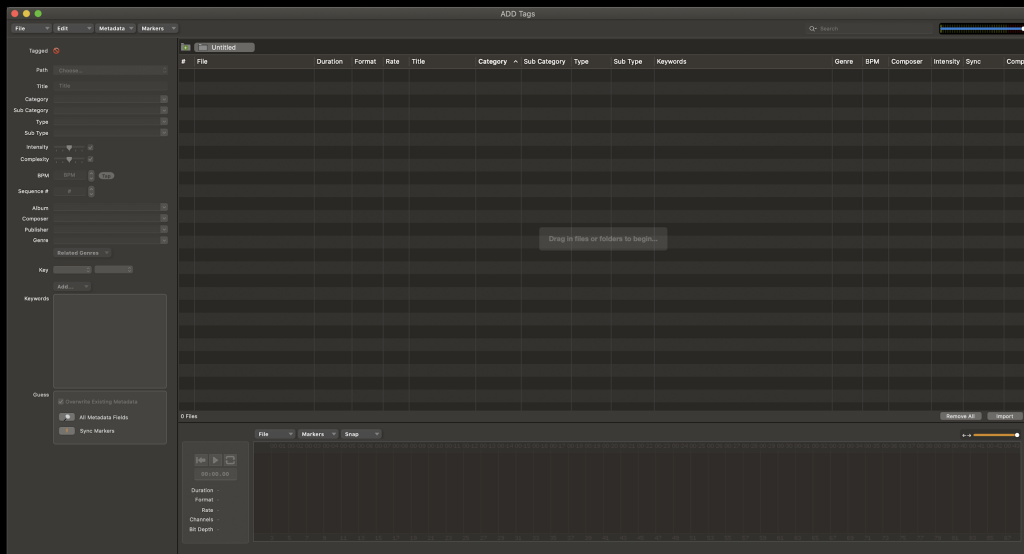 ADD Tags
File Edit Metadata Markers
Search
Tagged
Untitled
# File Duration Format Rate Title Category Sub Category Type Sub Type Keywords Genre BPM Composer Intensity Sync
Path Choose...
Title Title
Category
Sub Category
Type
Sub Type
Intensity
Complexity
BPM BPM Tap
Sequence # #
Album
Composer
Publisher
Genre
Related Genres
Key
Add...
Keywords
Drag in files or folders to begin...
Guess
Overwrite Existing Metadata
All Metadata Fields
Sync Markers
0 Files
Remove All Import
File Markers Snap
00:00.00
Duration -
Format -
Rate -
Channels -
Bit Depth -